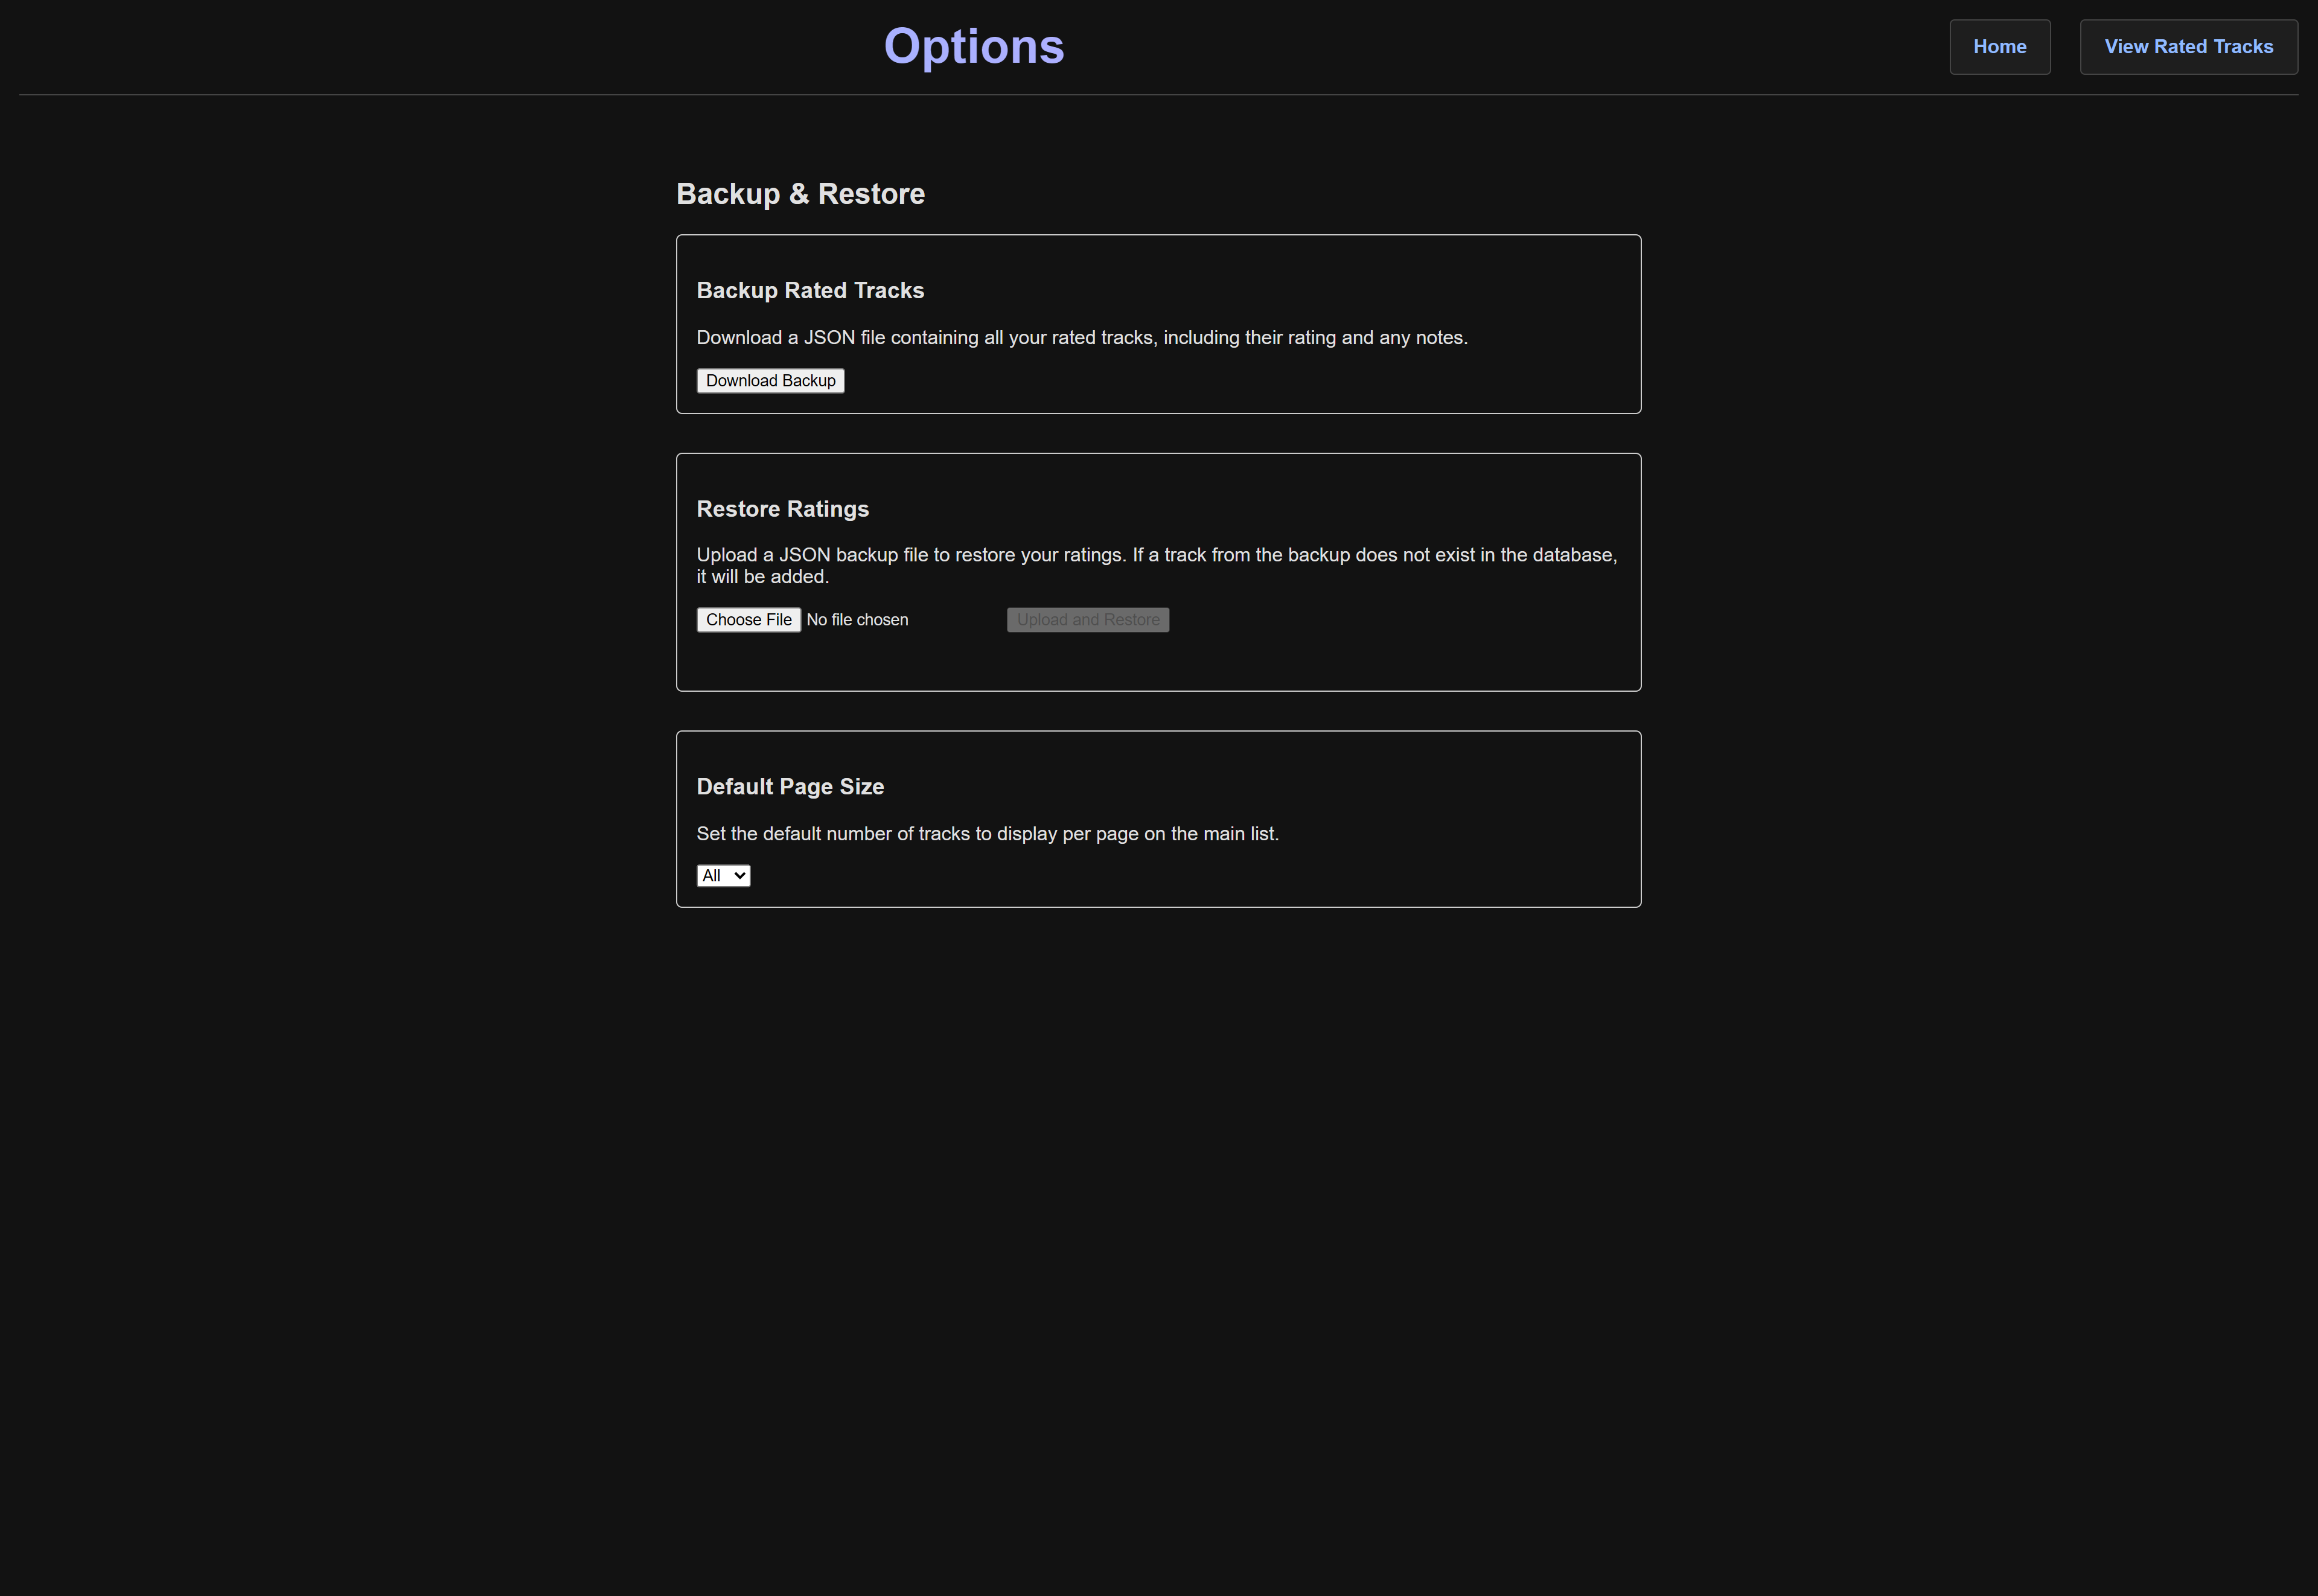 Options
Home
View Rated Tracks
Backup & Restore
Backup Rated Tracks
Download a JSON file containing all your rated tracks, including their rating and any notes.
Download Backup
Restore Ratings
Upload a JSON backup file to restore your ratings. If a track from the backup does not exist in the database,
it will be added.
Choose File No file chosen Upload and Restore
Default Page Size
Set the default number of tracks to display per page on the main list.
All